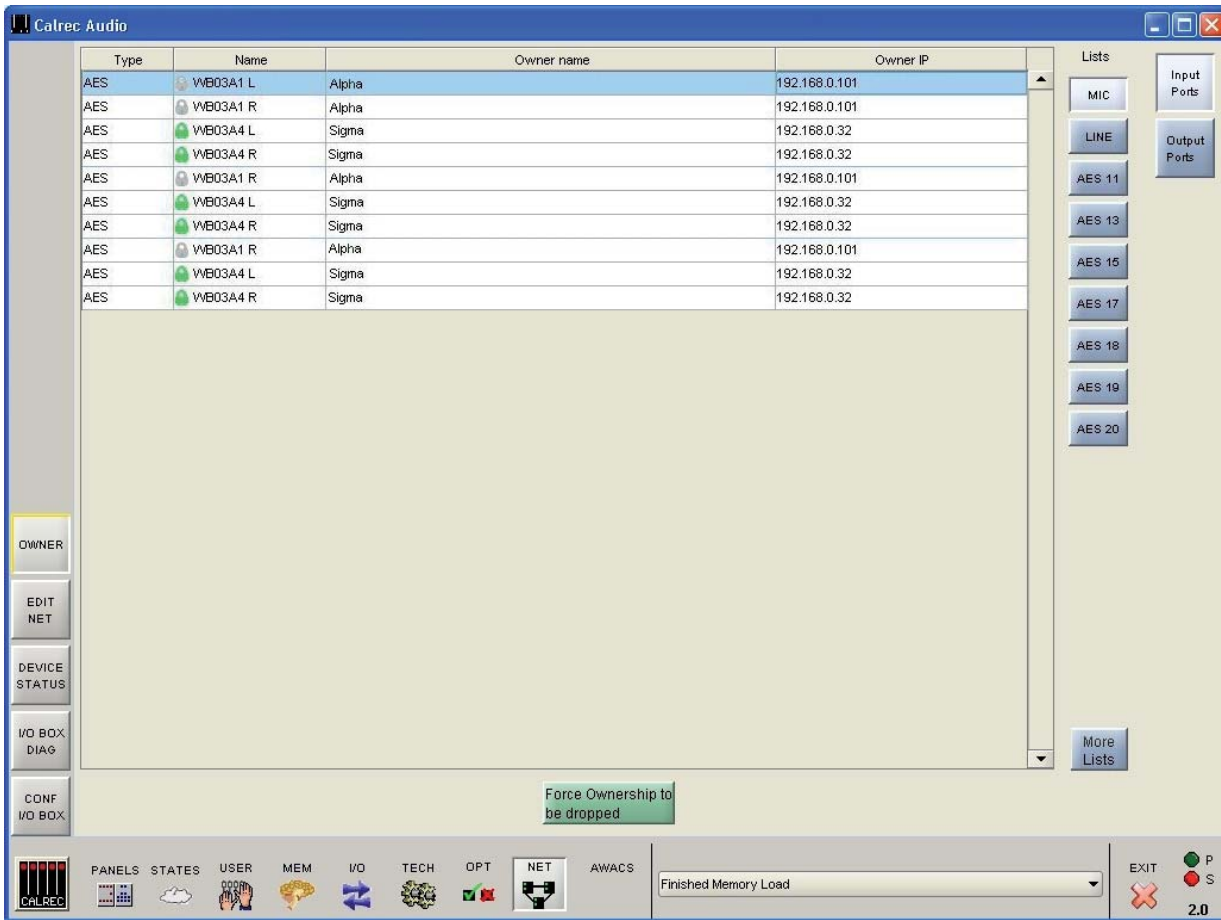 Calrec Audio
Type Name Owner name Owner IP
AES WB03A1 L Alpha 192.168.0.101
AES WB03A1 R Alpha 192.168.0.101
AES WB03A4 L Sigma 192.168.0.32
AES WB03A4 R Sigma 192.168.0.32
AES WB03A1 R Alpha 192.168.0.101
AES WB03A4 L Sigma 192.168.0.32
AES WB03A4 R Sigma 192.168.0.32
AES WB03A1 R Alpha 192.168.0.101
AES WB03A4 L Sigma 192.168.0.32
AES WB03A4 R Sigma 192.168.0.32
Lists
MIC
LINE
AES 11
AES 13
AES 15
AES 17
AES 18
AES 19
AES 20
More
Lists
Input
Ports
Output
Ports
OWNER
EDIT
NET
DEVICE
STATUS
I/O BOX
DIAG
CONF
I/O BOX
Force Ownership to
be dropped
CALREC
PANELS STATES USER MEM I/O TECH OPT NET AWACS
Finished Memory Load
EXIT
P
S
2.0